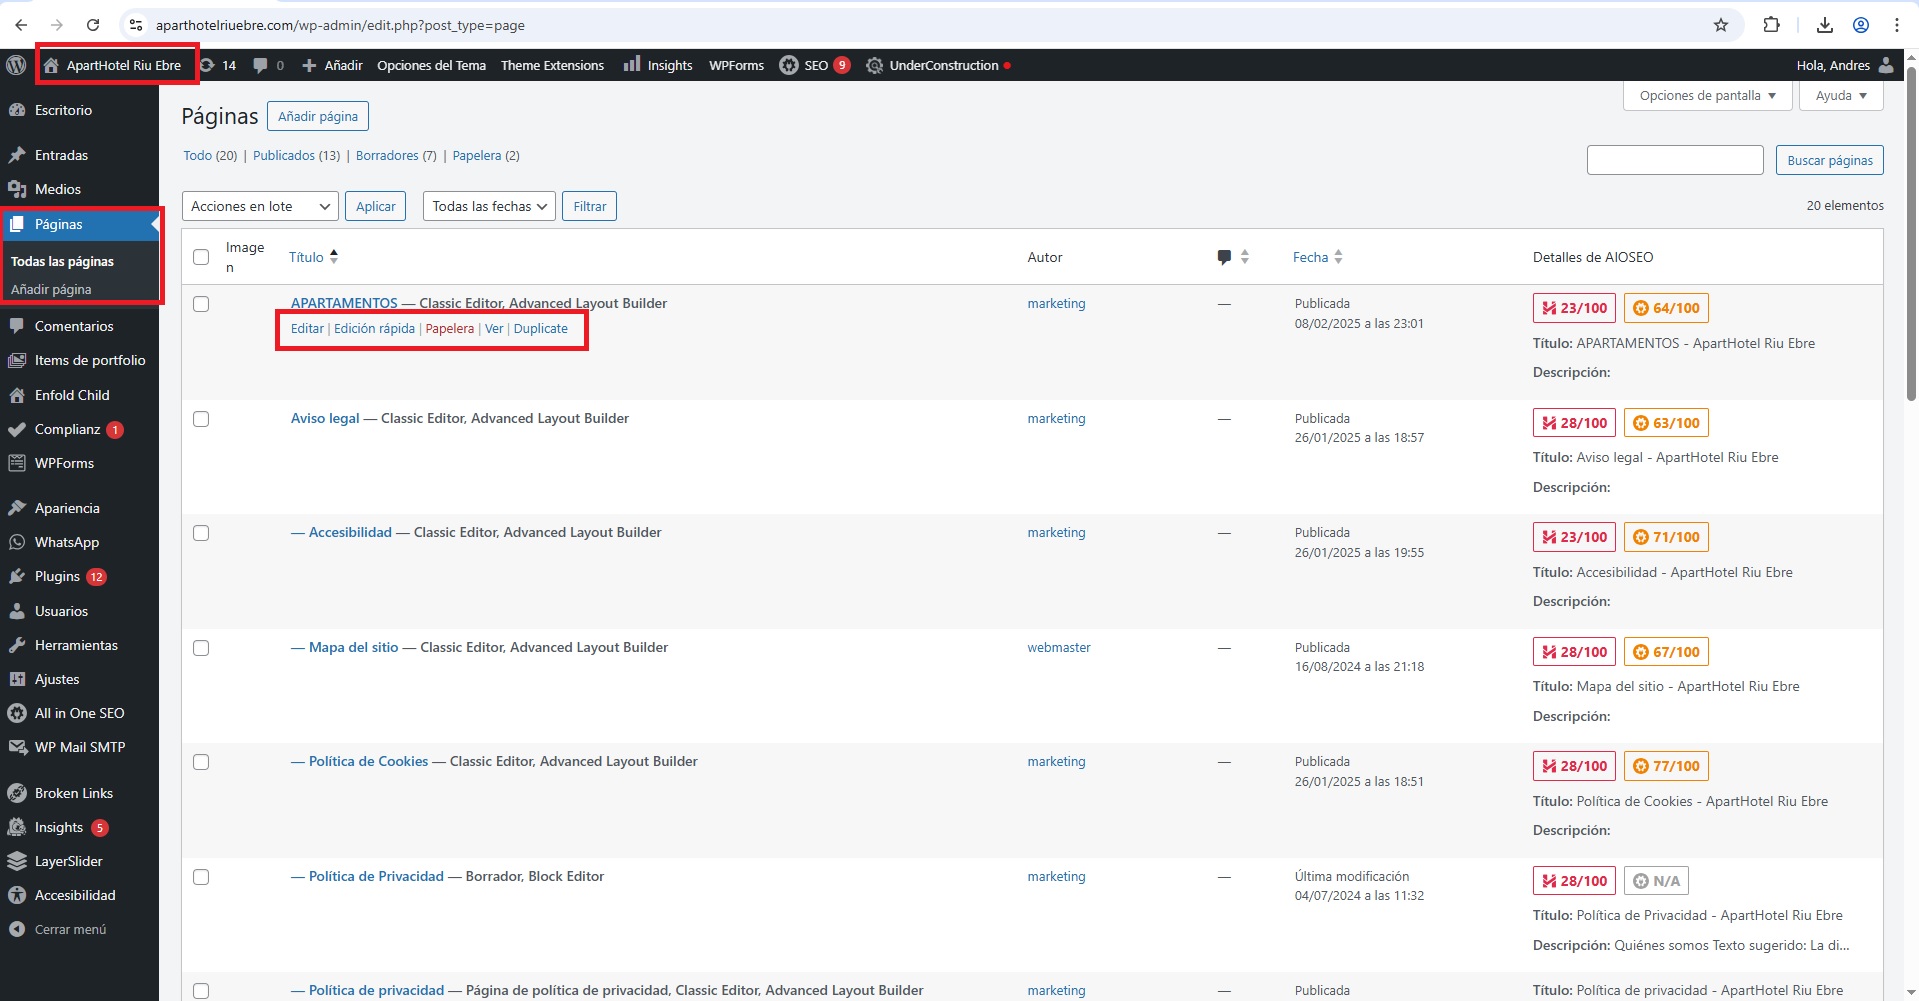 aparthotelriuebre.com/wp-admin/edit.php?post_type=page
ApartHotel Riu Ebre 14 0 Añadir Opciones del Tema Theme Extensions Insights WPForms SEO 9 UnderConstruction Hola, Andres
Escritorio
Entradas
Medios
Páginas
Todas las páginas
Añadir página
Comentarios
Items de portfolio
Enfold Child
Complianz 1
WPForms
Apariencia
WhatsApp
Plugins 12
Usuarios
Herramientas
Ajustes
All in One SEO
WP Mail SMTP
Broken Links
Insights 5
LayerSlider
Accesibilidad
Cerrar menú
Opciones de pantalla Ayuda
Páginas Añadir página
Todo (20) | Publicados (13) | Borradores (7) | Papelera (2)
Buscar páginas
Acciones en lote Aplicar Todas las fechas Filtrar 20 elementos
Image
n
Título Autor Fecha Detalles de AIOSEO
APARTAMENTOS — Classic Editor, Advanced Layout Builder marketing — Publicada 23/100 64/100
Editar | Edición rápida | Papelera | Ver | Duplicate 08/02/2025 a las 23:01
Título: APARTAMENTOS - ApartHotel Riu Ebre
Descripción:
Aviso legal — Classic Editor, Advanced Layout Builder marketing — Publicada 28/100 63/100
26/01/2025 a las 18:57
Título: Aviso legal - ApartHotel Riu Ebre
Descripción:
— Accesibilidad — Classic Editor, Advanced Layout Builder marketing — Publicada 23/100 71/100
26/01/2025 a las 19:55
Título: Accesibilidad - ApartHotel Riu Ebre
Descripción:
— Mapa del sitio — Classic Editor, Advanced Layout Builder webmaster — Publicada 28/100 67/100
16/08/2024 a las 21:18
Título: Mapa del sitio - ApartHotel Riu Ebre
Descripción:
— Política de Cookies — Classic Editor, Advanced Layout Builder marketing — Publicada 28/100 77/100
26/01/2025 a las 18:51
Título: Política de Cookies - ApartHotel Riu Ebre
Descripción:
— Política de Privacidad — Borrador, Block Editor marketing — Última modificación 28/100 N/A
04/07/2024 a las 11:32
Título: Política de Privacidad - ApartHotel Riu Ebre
Descripción: Quiénes somos Texto sugerido: La di...
— Política de privacidad — Página de política de privacidad, Classic Editor, Advanced Layout Builder marketing — Publicada Título: Política de privacidad - ApartHotel Riu Ebre